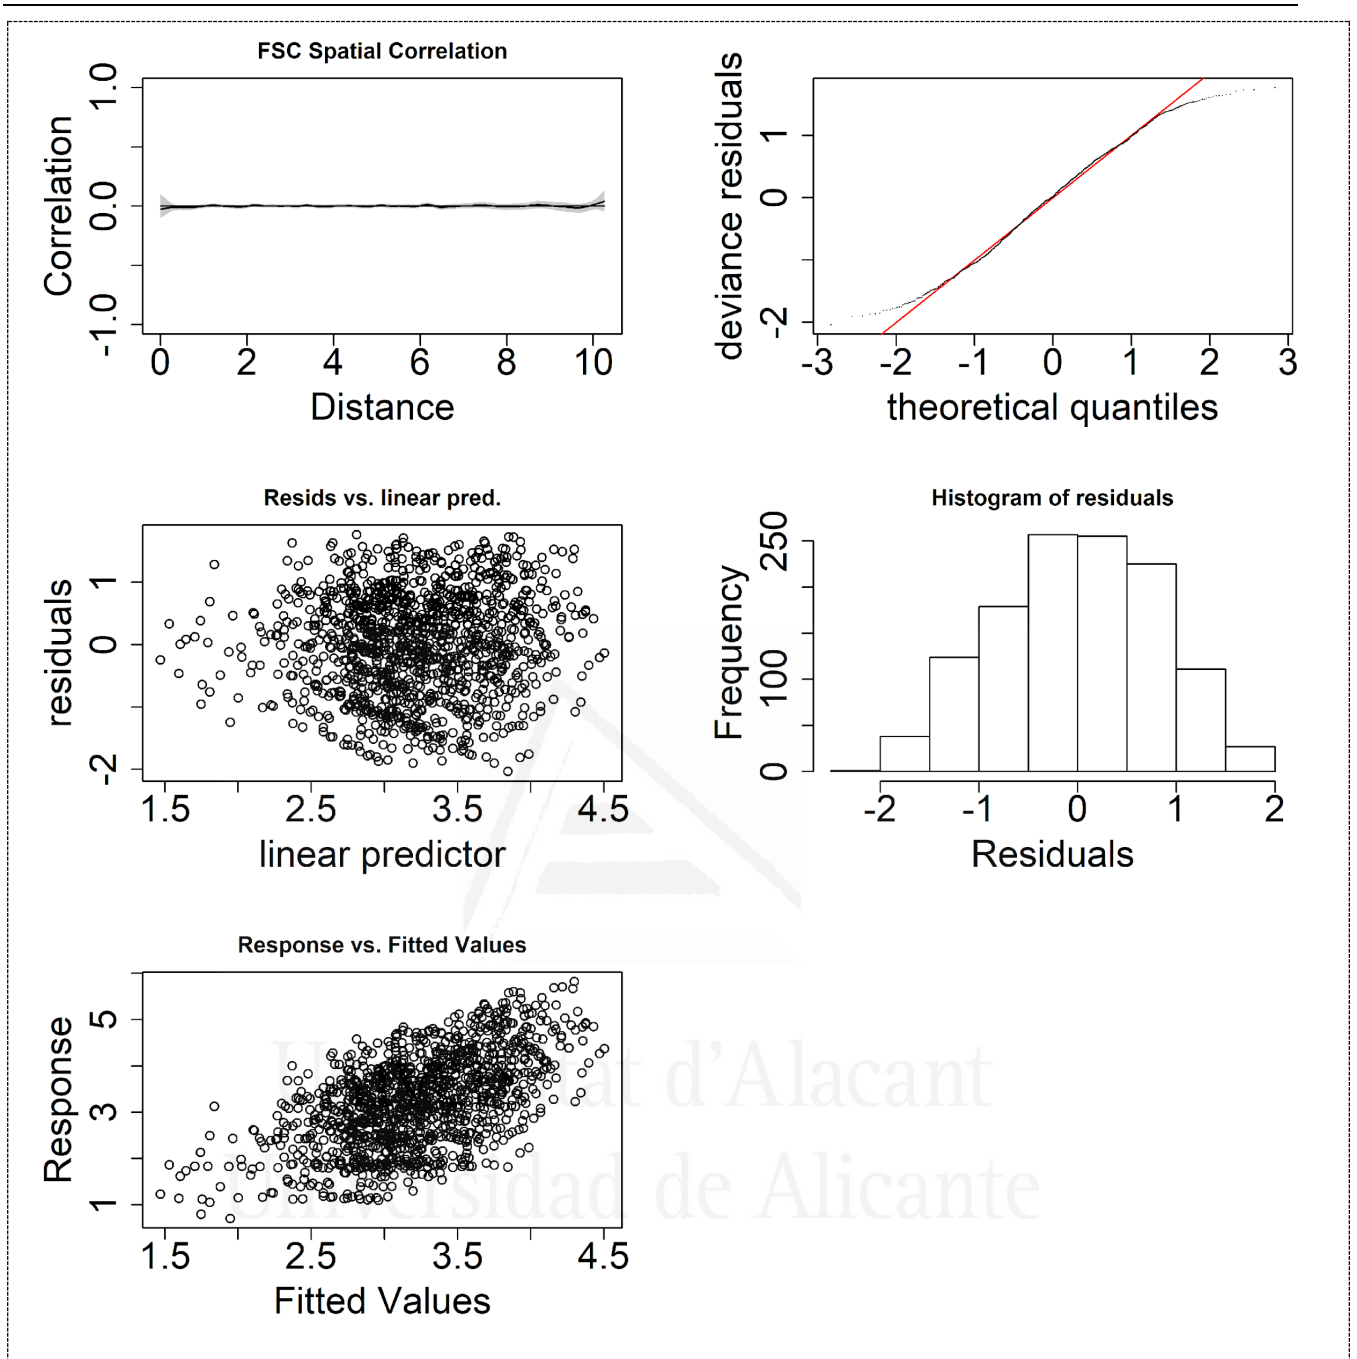 FSC Spatial Correlation
Correlation
1.0
0.0
-1.0
0 2 4 6 8 10
Distance
deviance residuals
1
0
-2
-3 -2 -1 0 1 2 3
theoretical quantiles
Resids vs. linear pred.
residuals
1
0
-2
1.5 2.5 3.5 4.5
linear predictor
Histogram of residuals
Frequency
250
100
0
-2 -1 0 1 2
Residuals
Response vs. Fitted Values
Response
5
3
1
1.5 2.5 3.5 4.5
Fitted Values
d'Alacant
de Alicante